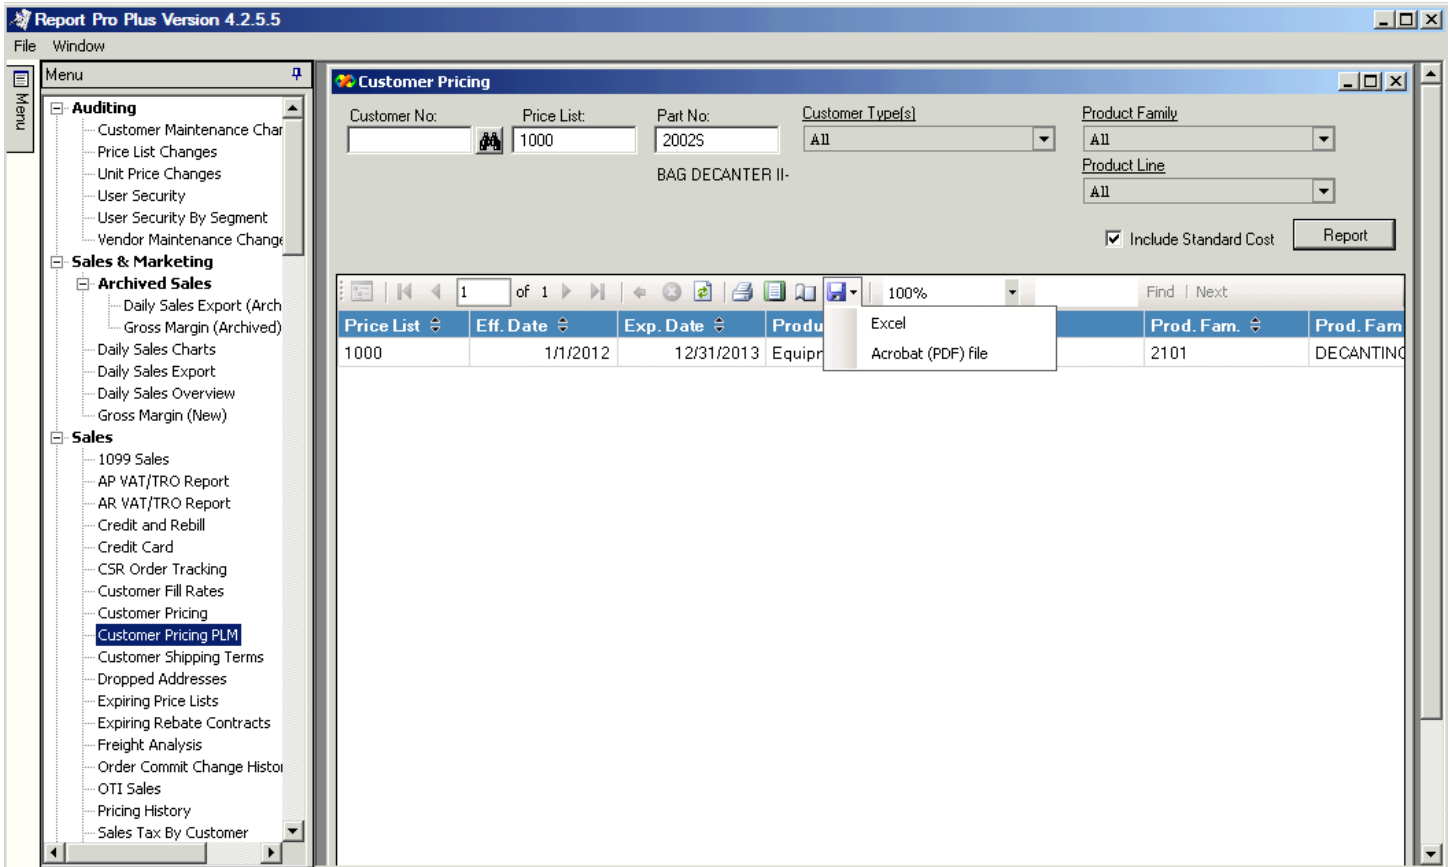 Report Pro Plus Version 4.2.5.5
File Window
Menu
Menu
Auditing
Customer Maintenance Char
Price List Changes
Unit Price Changes
User Security
User Security By Segment
Vendor Maintenance Change
Sales & Marketing
Archived Sales
Daily Sales Export (Arch
Gross Margin (Archived)
Daily Sales Charts
Daily Sales Export
Daily Sales Overview
Gross Margin (New)
Sales
1099 Sales
AP VAT/TRO Report
AR VAT/TRO Report
Credit and Rebill
Credit Card
CSR Order Tracking
Customer Fill Rates
Customer Pricing
Customer Pricing PLM
Customer Shipping Terms
Dropped Addresses
Expiring Price Lists
Expiring Rebate Contracts
Freight Analysis
Order Commit Change Histor
OTI Sales
Pricing History
Sales Tax By Customer
Customer Pricing
Customer No: Price List: Part No: Customer Type(s) Product Family
1000 2002S All All
BAG DECANTER II-
Product Line
All
Include Standard Cost Report
1 of 1 100% Find | Next
Excel
Acrobat (PDF) file
Price List Eff. Date Exp. Date Produ Prod. Fam. Prod. Fam
1000 1/1/2012 12/31/2013 Equipr 2101 DECANTING